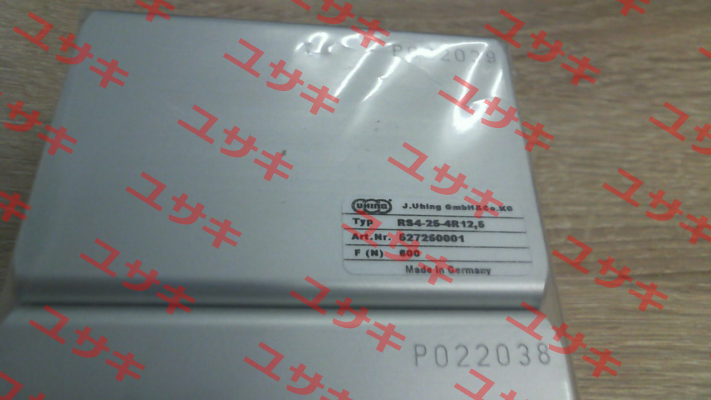 P022039
UHING J.Uhing GmbH&Co.KG
Typ RS4-25-4R12,5
Art.Nr. 527250001
F (N) 600
Made in Germany
P022038
ユサキ